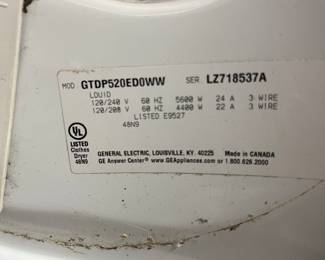 MOD GTDP520ED0WW SER. LZ718537A
LOUID
120/240 V 60 HZ 5600 W 24 A 3 WIRE
120/208 V 60 HZ 4400 W 22 A 3 WIRE
LISTED E9527
48N9
UL
LISTED
Clothes
Dryer
48N9
GENERAL ELECTRIC, LOUISVILLE, KY. 40225 Made in CANADA
GE Answer Center® www.GEAppliances.com or 1.800.626.2000